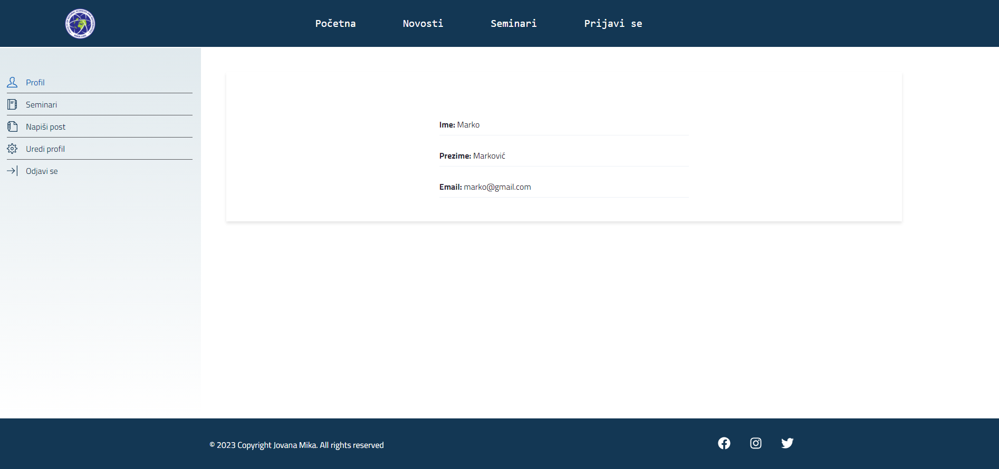 Početna
Novosti
Seminari
Prijavi se
Profil
Seminari
Napiši post
Uredi profil
Odjavi se
Ime: Marko
Prezime: Marković
Email: marko@gmail.com
© 2023 Copyright Jovana Mika. All rights reserved